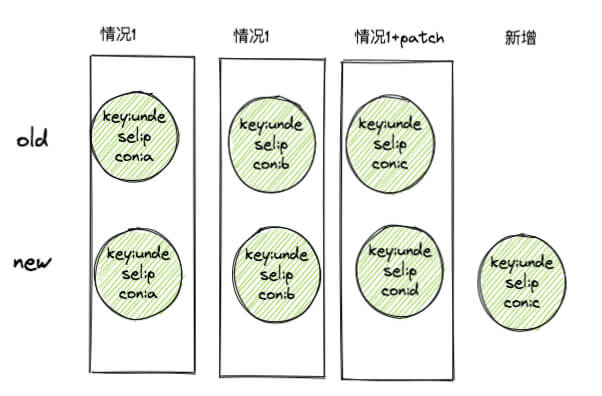 情况1
情况1
情况1+patch
新增
old
key:unde
sel:p
con:a
key:unde
sel:p
con:b
key:unde
sel:p
con:c
new
key:unde
sel:p
con:a
key:unde
sel:p
con:b
key:unde
sel:p
con:d
key:unde
sel:p
con:c